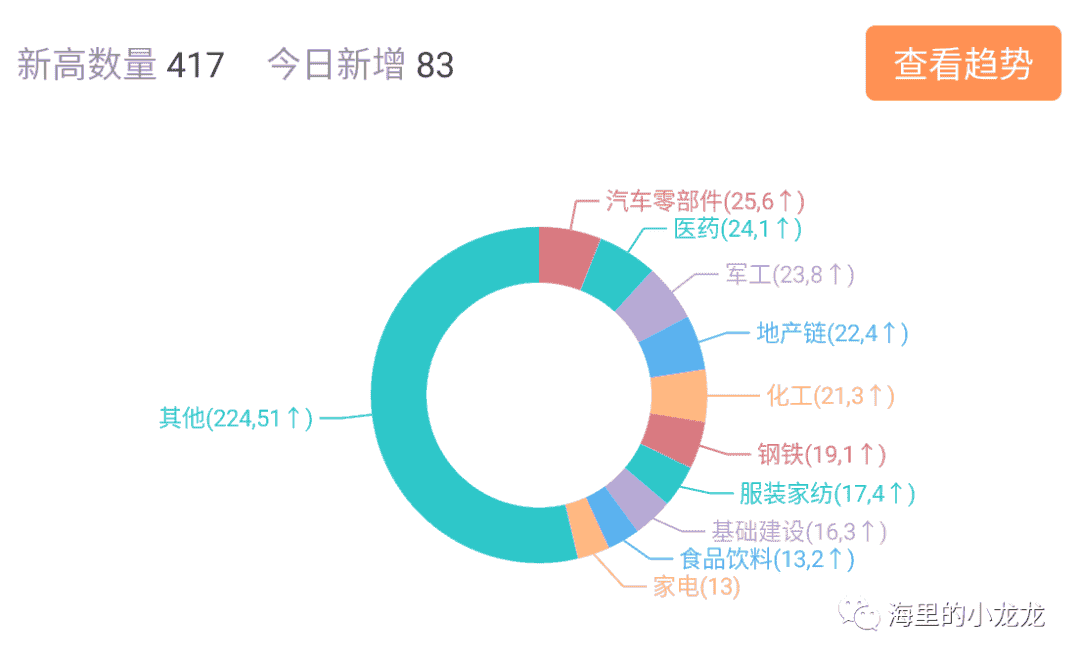 新高数量 417 今日新增 83
查看趋势
汽车零部件(25,6↑)
医药(24,1↑)
军工(23,8↑)
地产链(22,4↑)
化工(21,3↑)
其他(224,51↑)
钢铁(19,1↑)
服装家纺(17,4↑)
基础建设(16,3↑)
食品饮料(13,2↑)
家电(13)
海里的小龙龙